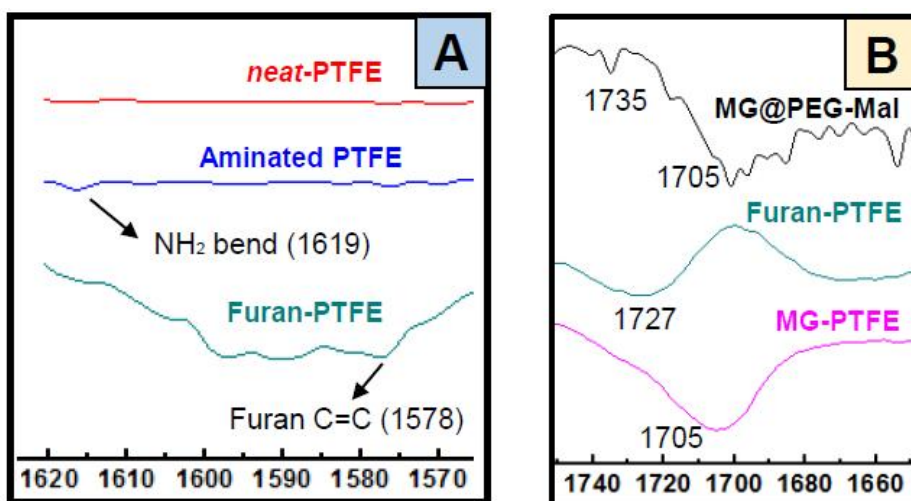 A
neat-PTFE
Aminated PTFE
NH₂ bend (1619)
Furan-PTFE
Furan C=C (1578)
1620 1610 1600 1590 1580 1570
B
1735
MG@PEG-Mal
1705
Furan-PTFE
1727
MG-PTFE
1705
1740 1720 1700 1680 1660